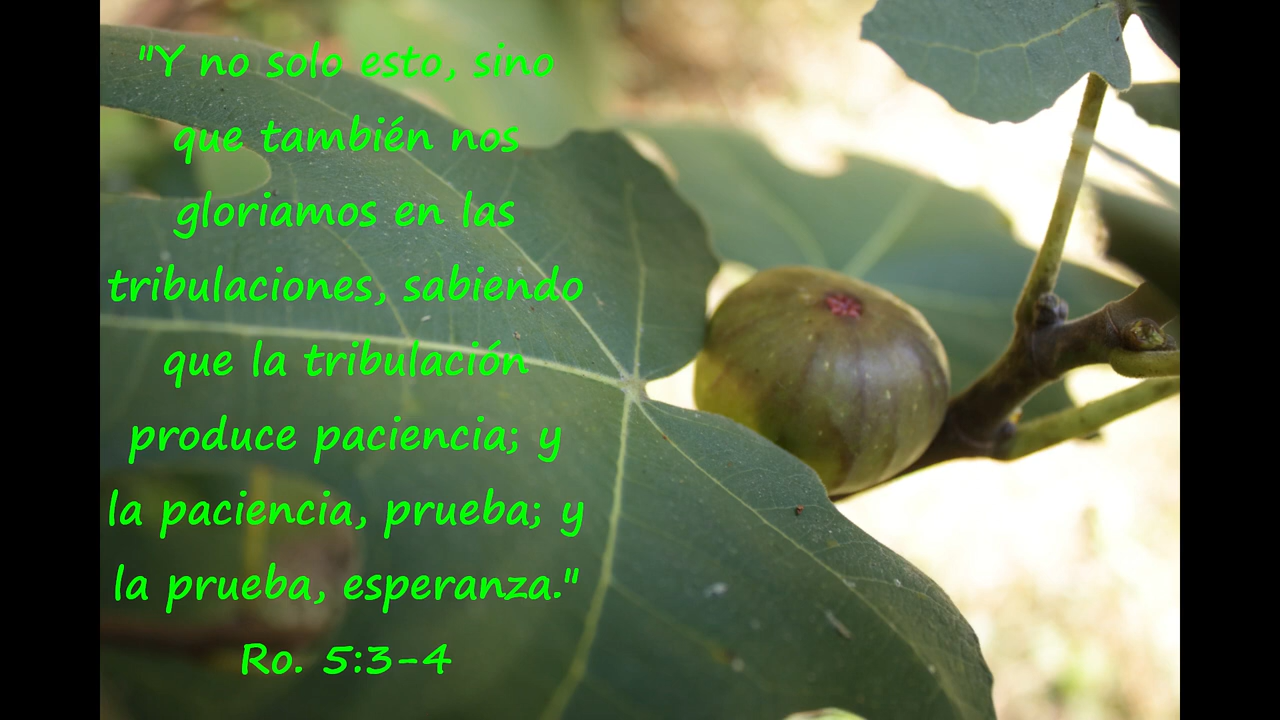 "Y no solo esto, sino
que también nos
gloriamos en las
tribulaciones, sabiendo
que la tribulación
produce paciencia; y
la paciencia, prueba; y
la prueba, esperanza."
Ro. 5:3-4